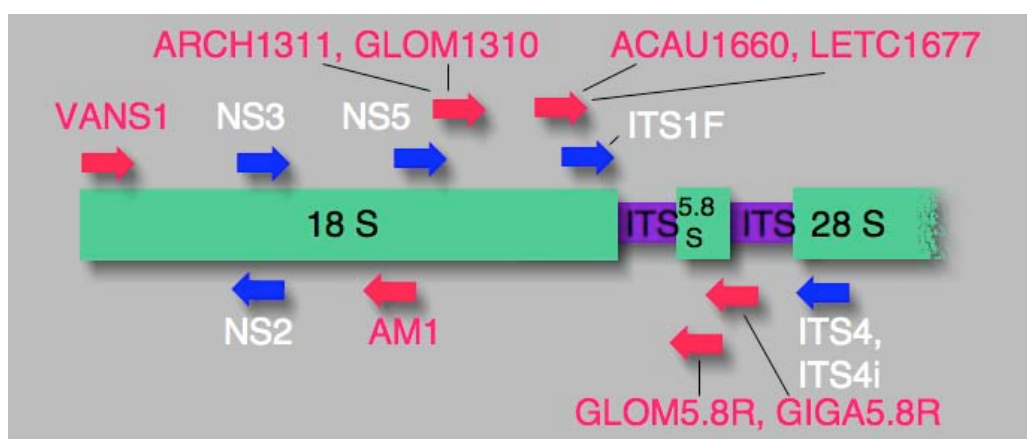 ARCH1311, GLOM1310
ACAU1660, LETC1677
VANS1
NS3
NS5
ITS1F
18 S
ITS
5.8
S
ITS
28 S
NS2
AM1
ITS4,
ITS4i
GLOM5.8R, GIGA5.8R